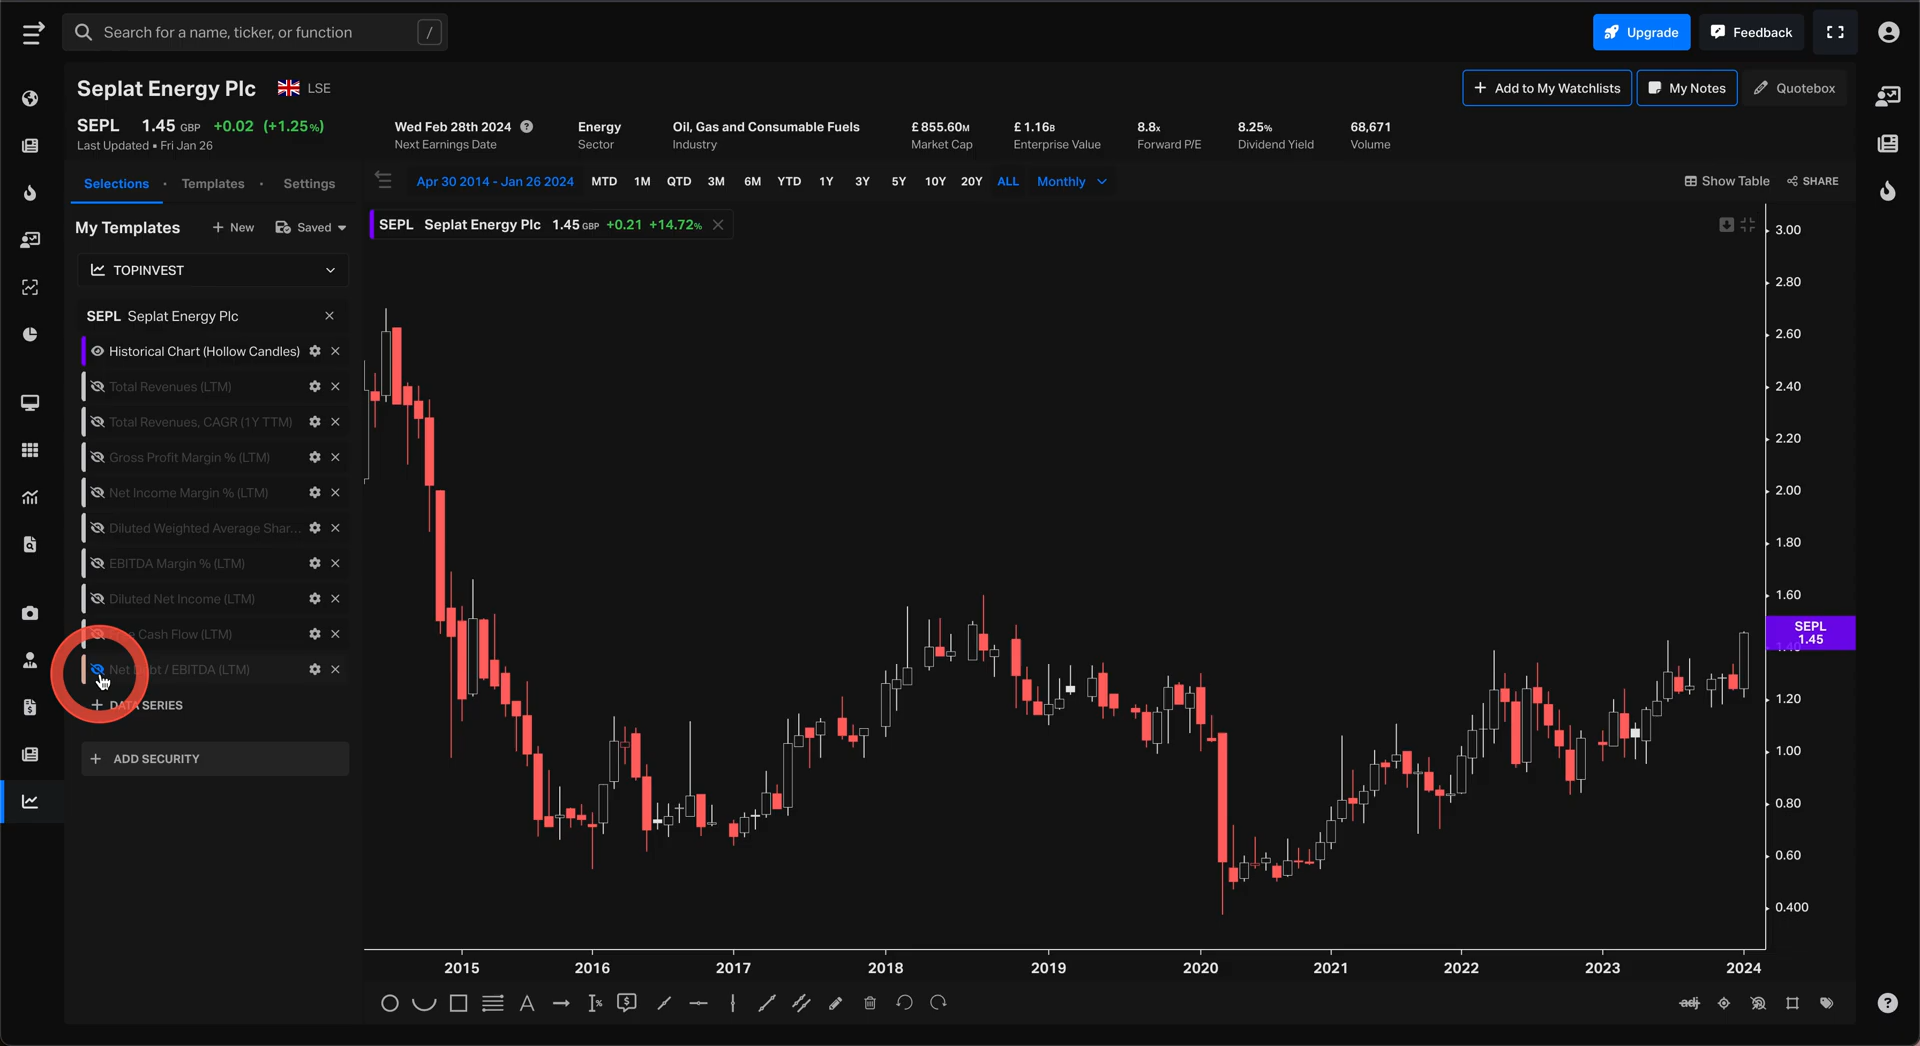 Search for a name, ticker, or function
/
Upgrade
Feedback
Seplat Energy Plc
LSE
+ Add to My Watchlists
My Notes
Quotebox
SEPL 1.45 GBP +0.02 (+1.25%)
Last Updated • Fri Jan 26
Wed Feb 28th 2024 ?
Next Earnings Date
Energy
Sector
Oil, Gas and Consumable Fuels
Industry
£855.60M
Market Cap
£1.16B
Enterprise Value
8.8x
Forward P/E
8.25%
Dividend Yield
68,671
Volume
Selections • Templates • Settings
Apr 30 2014 - Jan 26 2024 MTD 1M QTD 3M 6M YTD 1Y 3Y 5Y 10Y 20Y ALL Monthly
Show Table
SHARE
My Templates
+ New
Saved
TOPINVEST
SEPL Seplat Energy Plc
Historical Chart (Hollow Candles)
Total Revenues (LTM)
Total Revenues, CAGR (1Y TTM)
Gross Profit Margin % (LTM)
Net Income Margin % (LTM)
Diluted Weighted Average Shar...
EBITDA Margin % (LTM)
Diluted Net Income (LTM)
Free Cash Flow (LTM)
Net Debt / EBITDA (LTM)
+ DATA SERIES
+ ADD SECURITY
SEPL Seplat Energy Plc 1.45 GBP +0.21 +14.72%
3.00
2.80
2.60
2.40
2.20
2.00
1.80
1.60
SEPL
1.45
1.40
1.20
1.00
0.80
0.60
0.400
2015 2016 2017 2018 2019 2020 2021 2022 2023 2024
A
adj
?